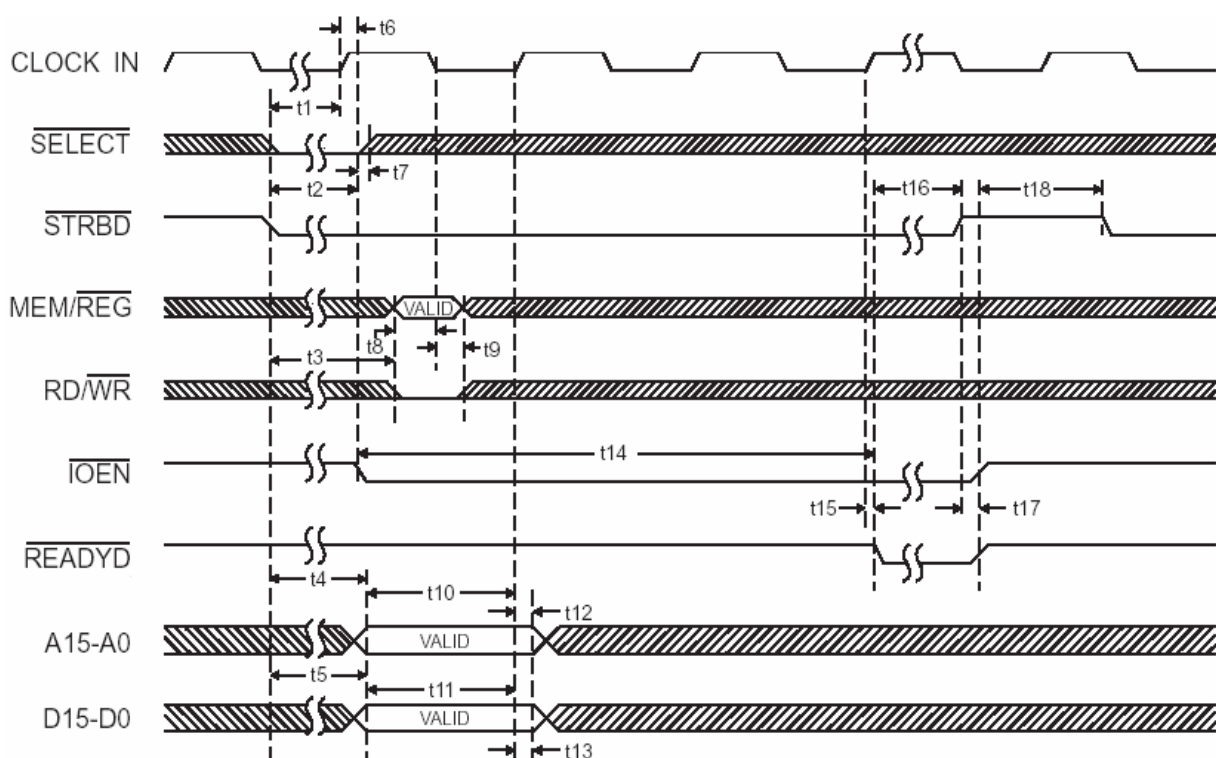 t6
CLOCK IN
t1
SELECT
t7
t2
t16
t18
STRBD
MEM/REG
VALID
t8
t9
t3
RD/WR
t14
IOEN
t15
t17
READYD
t4
t10
t12
A15-A0
VALID
t5
t11
D15-D0
VALID
t13